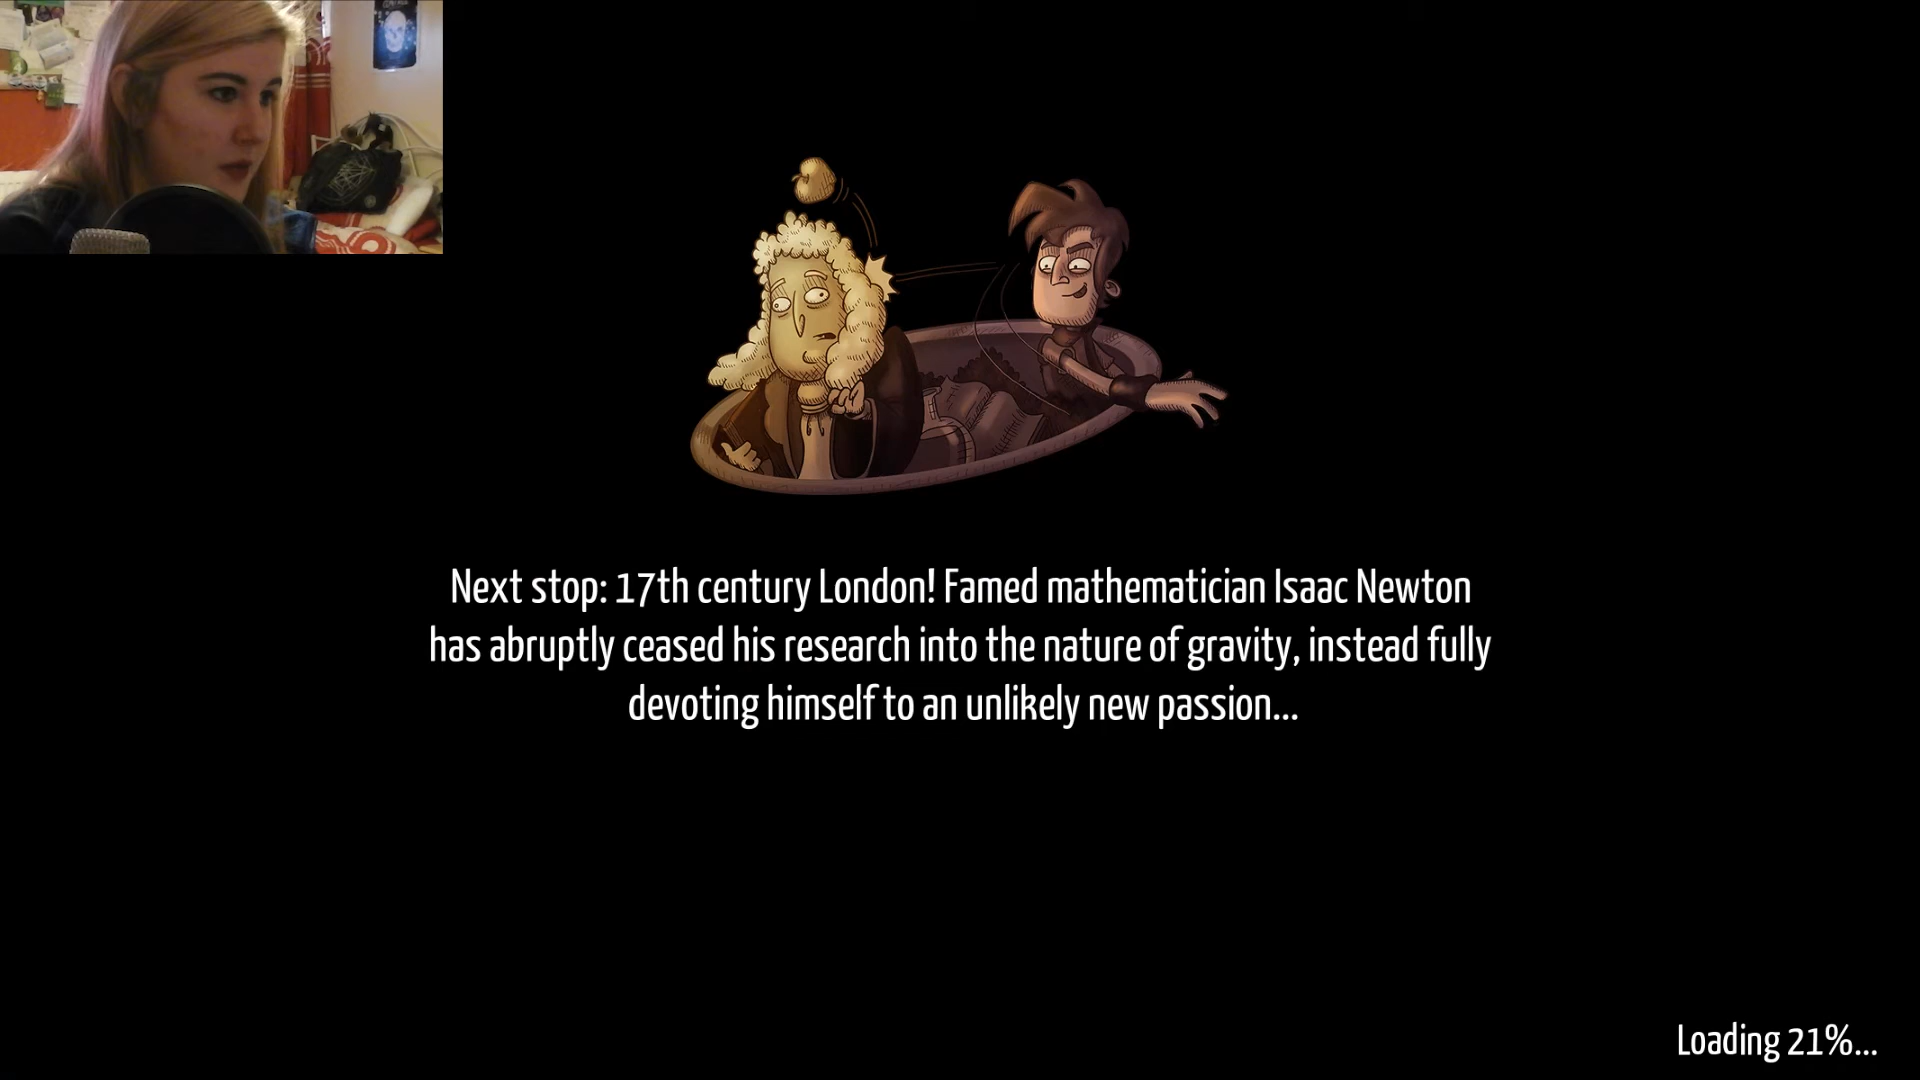 Next stop: 17th century London! Famed mathematician Isaac Newton
has abruptly ceased his research into the nature of gravity, instead fully
devoting himself to an unlikely new passion...
Loading 21%...